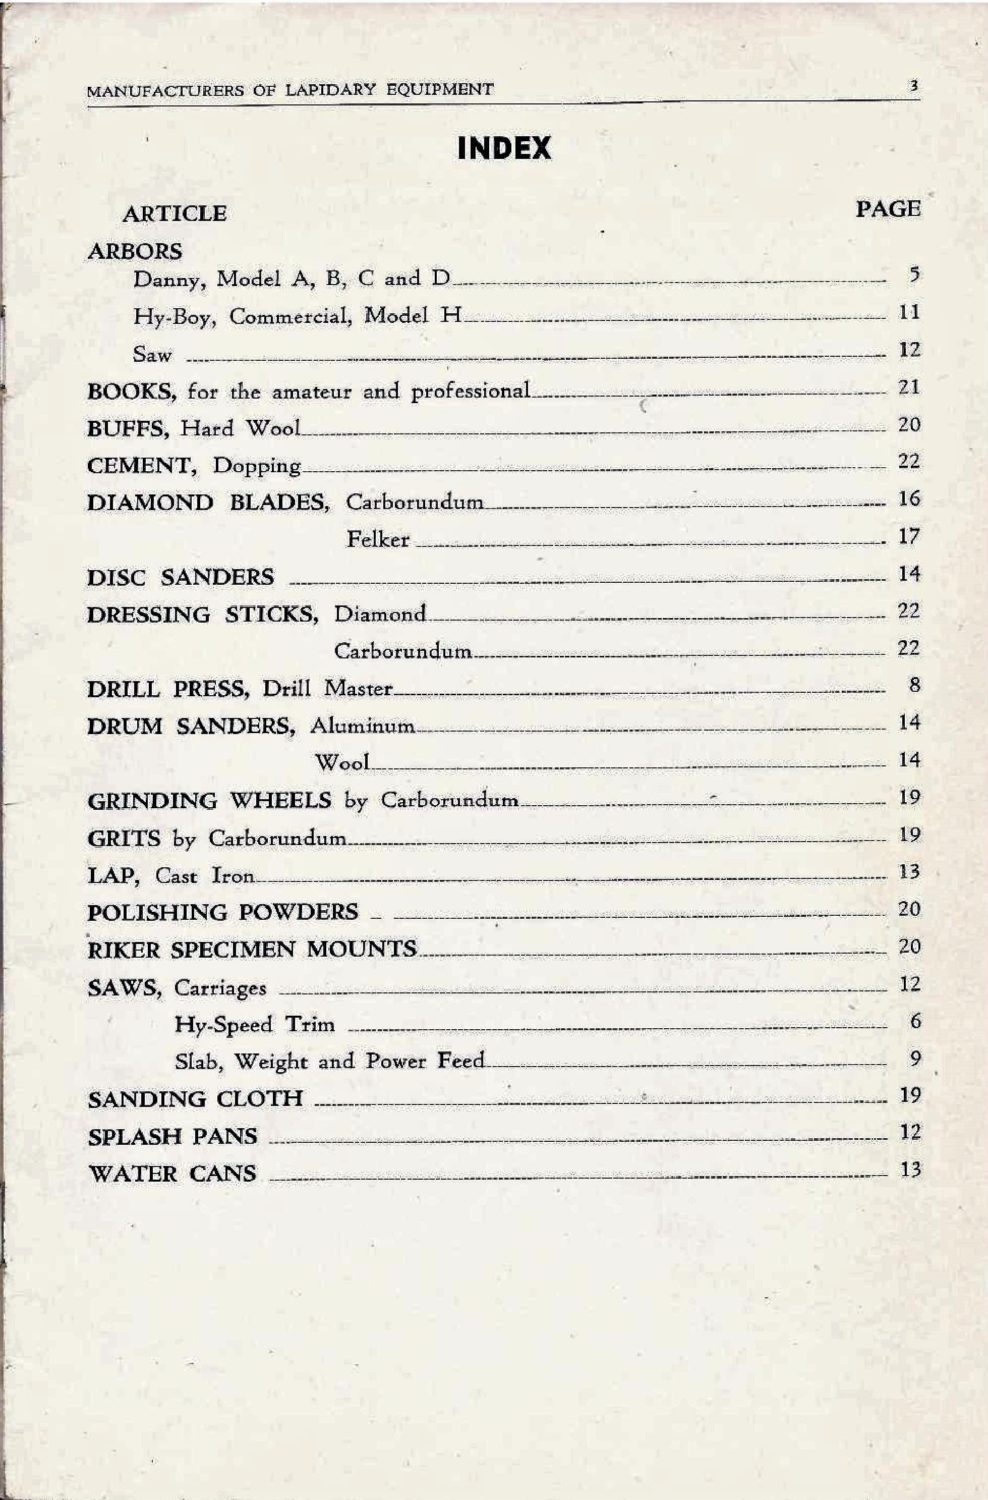 MANUFACTURERS OF LAPIDARY EQUIPMENT 3
INDEX
ARTICLE PAGE
ARBORS
Danny, Model A, B, C and D 5
Hy-Boy, Commercial, Model H 11
Saw 12
BOOKS, for the amateur and professional 21
BUFFS, Hard Wool 20
CEMENT, Dopping 22
DIAMOND BLADES, Carborundum 16
Felker 17
DISC SANDERS 14
DRESSING STICKS, Diamond 22
Carborundum 22
DRILL PRESS, Drill Master 8
DRUM SANDERS, Aluminum 14
Wool 14
GRINDING WHEELS by Carborundum 19
GRITS by Carborundum 19
LAP, Cast Iron 13
POLISHING POWDERS 20
RIKER SPECIMEN MOUNTS 20
SAWS, Carriages 12
Hy-Speed Trim 6
Slab, Weight and Power Feed 9
SANDING CLOTH 19
SPLASH PANS 12
WATER CANS 13